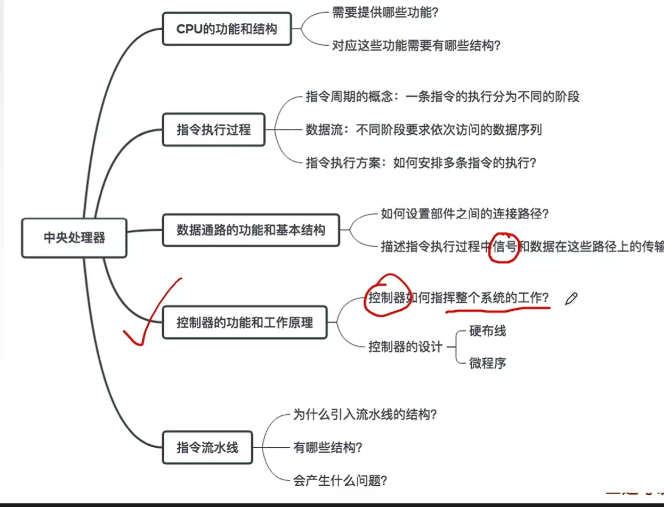 CPU的功能和结构
需要提供哪些功能？
对应这些功能需要有哪些结构？
指令执行过程
指令周期的概念：一条指令的执行分为不同的阶段
数据流：不同阶段要求依次访问的数据序列
指令执行方案：如何安排多条指令的执行？
中央处理器
数据通路的功能和基本结构
如何设置部件之间的连接路径？
描述指令执行过程中信号和数据在这些路径上的传输
控制器的功能和工作原理
控制器如何指挥整个系统的工作？
控制器的设计
硬布线
微程序
指令流水线
为什么引入流水线的结构？
有哪些结构？
会产生什么问题？